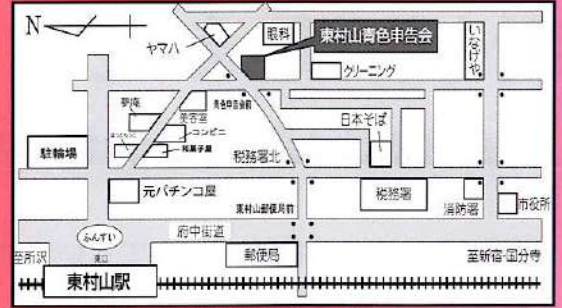 N
ヤマハ
眼科
東村山青色申告会
いなげや
クリーニング
夢庵
美容室
青色申告会前
コンビニ
和菓子屋
日本そば
駐輪場
税務署北
元パチンコ屋
東村山郵便局前
税務署
消防署
市役所
ふんすい
府中街道
至所沢
東口
郵便局
至新宿・国分寺
東村山駅